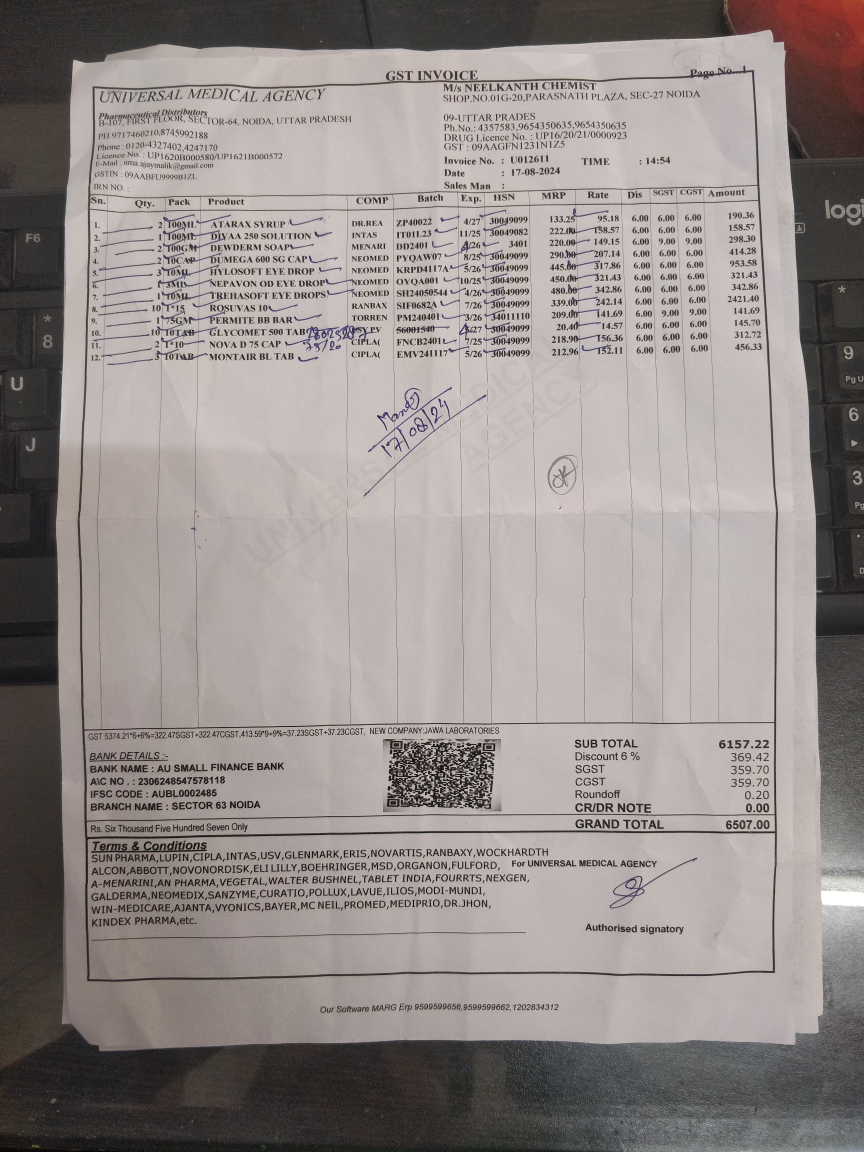 GST INVOICE
Page No...1
UNIVERSAL MEDICAL AGENCY
Pharmaceutical Distributors
B-107, FIRST FLOOR, SECTOR-64, NOIDA, UTTAR PRADESH
PH.9717460210,8745992188
Phone : 0120-4327402,4247170
Licence No. : UP1620B000580/UP1621B000572
E-Mail : uma.ajaymalik@gmail.com
GSTIN : 09AABFU9999B1ZL
IRN NO :
M/s NEELKANTH CHEMIST
SHOP.NO.01G-20,PARASNATH PLAZA, SEC-27 NOIDA
09-UTTAR PRADES
Ph.No.: 4357583,9654350635,9654350635
DRUG Licence No. : UP16/20/21/0000923
GST : 09AAGFN1231N1Z5
Invoice No. : U012611 TIME : 14:54
Date : 17-08-2024
Sales Man :
Sn. Qty. Pack Product COMP Batch Exp. HSN MRP Rate Dis SGST CGST Amount
1. 2 100ML ATARAX SYRUP DR.REA ZP40022 4/27 30049099 133.25 95.18 6.00 6.00 6.00 190.36
2. 1 100ML DIVAA 250 SOLUTION INTAS IT011.23 11/25 30049082 222.00 158.57 6.00 6.00 6.00 158.57
3. 2 100GM DEWDERM SOAP MENARI DD2401 4/26 3401 220.00 149.15 6.00 9.00 9.00 298.30
4. 2 10CAP DUMEGA 600 SG CAP NEOMED PYQAW07 8/25 30049099 290.00 207.14 6.00 6.00 6.00 414.28
5. 3 10ML HYLOSOFT EYE DROP NEOMED KRPD4117A 5/26 30049099 445.00 317.86 6.00 6.00 6.00 953.58
6. 1 3ML NEPAVON OD EYE DROP NEOMED OYQA001 10/25 30049099 450.00 321.43 6.00 6.00 6.00 321.43
7. 1 10ML TREHASOFT EYE DROPS NEOMED SH24050544 4/26 30049099 480.00 342.86 6.00 6.00 6.00 342.86
8. 10 1*15 ROSUVAS 10 RANBAX SIF0682A 7/26 30049099 339.00 242.14 6.00 6.00 6.00 2421.40
9. 1 75GM PERMITE BB BAR TORREN PM240401 3/26 34011110 209.00 141.69 6.00 9.00 9.00 141.69
10. 10 10TAB GLYCOMET 500 TAB 56001540 3/27 30049099 20.40 14.57 6.00 6.00 6.00 145.70
11. 2 1*10 NOVA D 75 CAP CIPLA( FNCB2401 7/25 30049099 218.90 156.36 6.00 6.00 6.00 312.72
12. 3 10TAB MONTAIR BL TAB CIPLA( EMV241117 5/26 30049099 212.96 152.11 6.00 6.00 6.00 456.33
17/08/24
OK
UNIVERSAL MEDICAL AGENCY
GST 5374.21*6+6%=322.47SGST+322.47CGST,413.59*9+9%=37.23SGST+37.23CGST, NEW COMPANY:JAWA LABORATORIES
BANK DETAILS :-
BANK NAME : AU SMALL FINANCE BANK
A\C NO . : 2306248547578118
IFSC CODE : AUBL0002485
BRANCH NAME : SECTOR 63 NOIDA
SUB TOTAL 6157.22
Discount 6 % 369.42
SGST 359.70
CGST 359.70
Roundoff 0.20
CR/DR NOTE 0.00
Rs. Six Thousand Five Hundred Seven Only
GRAND TOTAL 6507.00
Terms & Conditions
SUN PHARMA,LUPIN,CIPLA,INTAS,USV,GLENMARK,ERIS,NOVARTIS,RANBAXY,WOCKHARDTH
ALCON,ABBOTT,NOVONORDISK,ELI LILLY,BOEHRINGER,MSD,ORGANON,FULFORD,
A-MENARINI,AN PHARMA,VEGETAL,WALTER BUSHNEL,TABLET INDIA,FOURRTS,NEXGEN,
GALDERMA,NEOMEDIX,SANZYME,CURATIO,POLLUX,LAVUE,ILIOS,MODI-MUNDI,
WIN-MEDICARE,AJANTA,VYONICS,BAYER,MC NEIL,PROMED,MEDIPRIO,DR.JHON,
KINDEX PHARMA,etc.
For UNIVERSAL MEDICAL AGENCY
Authorised signatory
Our Software MARG Erp 9599599656,9599599662,1202834312
F6
*
8
U
J
logi
*
9
Pg U
6
3
Pg